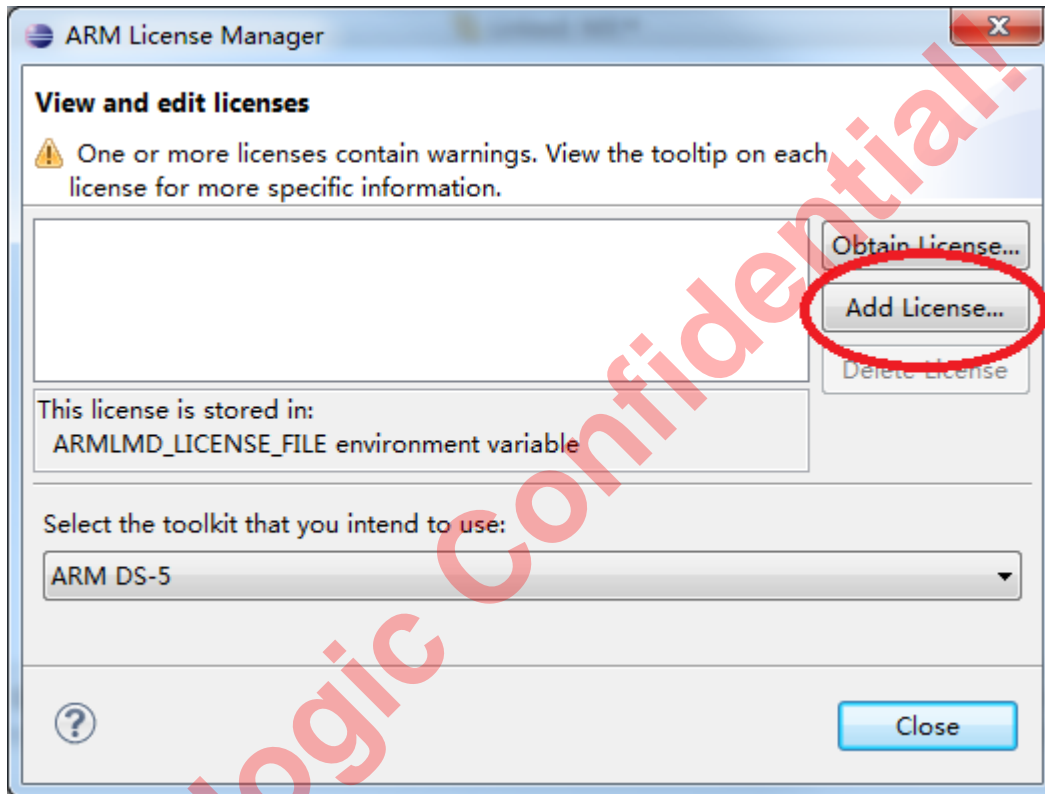 ARM License Manager
View and edit licenses
One or more licenses contain warnings. View the tooltip on each
license for more specific information.
Obtain License...
Add License...
Delete License
This license is stored in:
ARMLMD_LICENSE_FILE environment variable
Select the toolkit that you intend to use:
ARM DS-5
?
Close
logic Confidential!